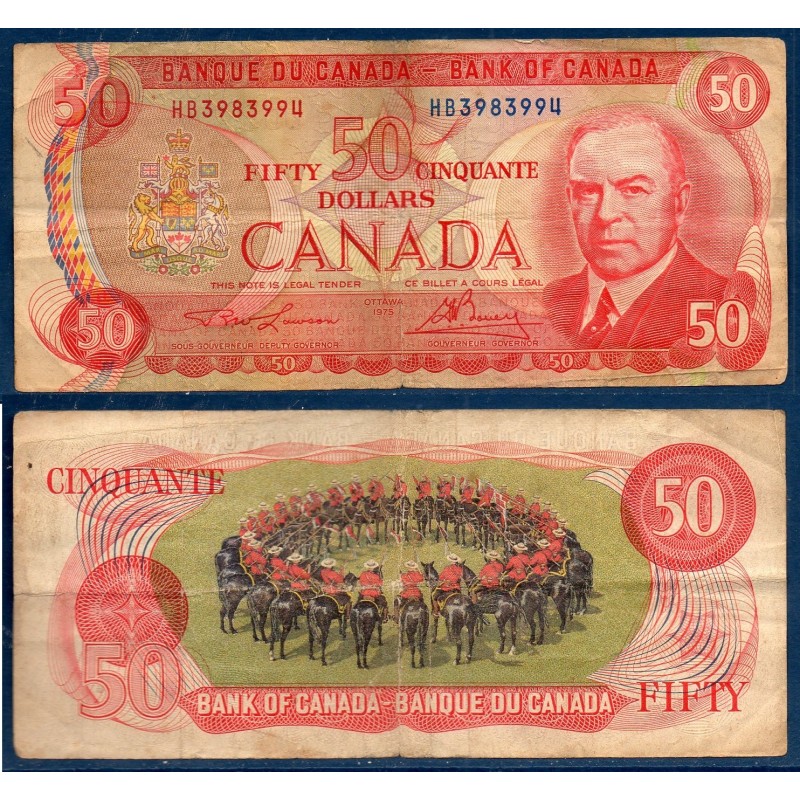 50 BANQUE DU CANADA – BANK OF CANADA 50
HB3983994 HB3983994
FIFTY 50 CINQUANTE
DOLLARS
CANADA
THIS NOTE IS LEGAL TENDER CE BILLET A COURS LÉGAL
OTTAWA
1975
50 50
SOUS-GOUVERNEUR DEPUTY-GOVERNOR GOUVERNEUR-GOVERNOR
50 50
CINQUANTE
50
50
FIFTY
BANK OF CANADA-BANQUE DU CANADA